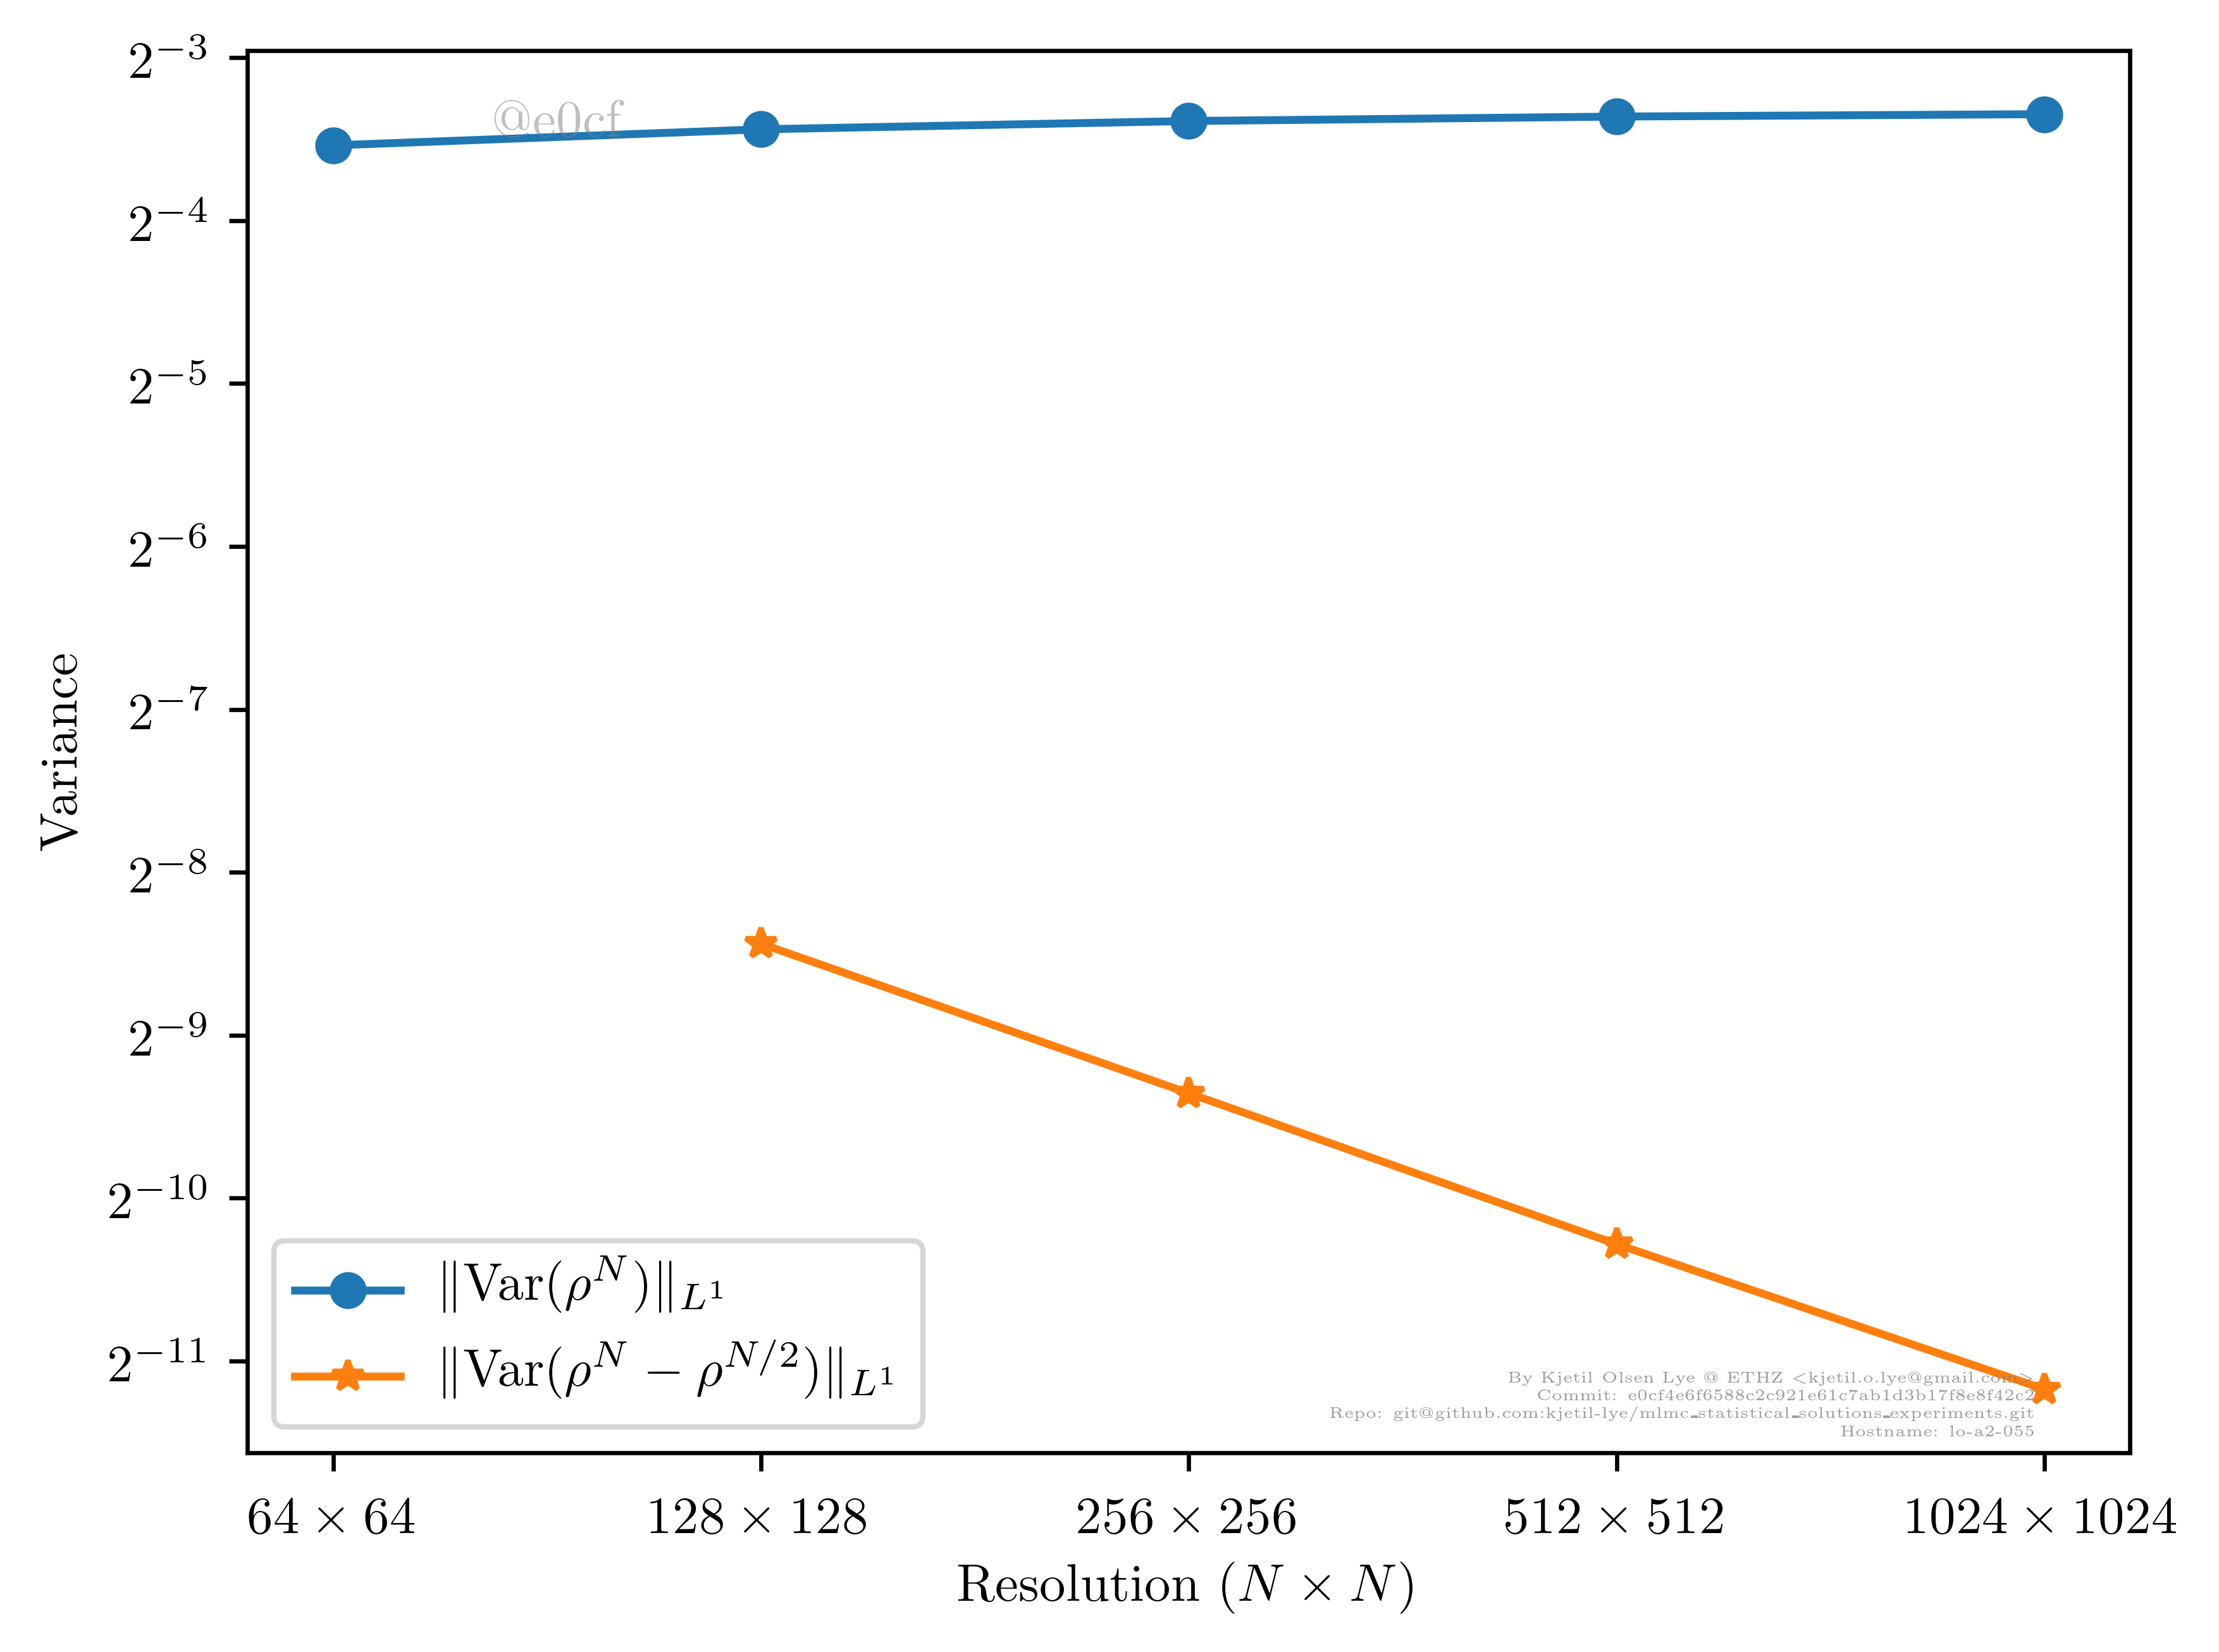 2⁻³
@e0cf
2⁻⁴
2⁻⁵
2⁻⁶
2⁻⁷
2⁻⁸
2⁻⁹
2⁻¹⁰
2⁻¹¹
Variance
‖Var(ρ^N)‖_{L¹}
‖Var(ρ^N − ρ^{N/2})‖_{L¹}
By Kjetil Olsen Lye @ ETHZ <kjetil.o.lye@gmail.com>
Commit: e0cf4e6f6588c2c921e61c7ab1d3b17f8e8f42c2
Repo: git@github.com:kjetil-lye/mlmc_statistical_solutions_experiments.git
Hostname: lo-a2-055
64 × 64 128 × 128 256 × 256 512 × 512 1024 × 1024
Resolution (N × N)